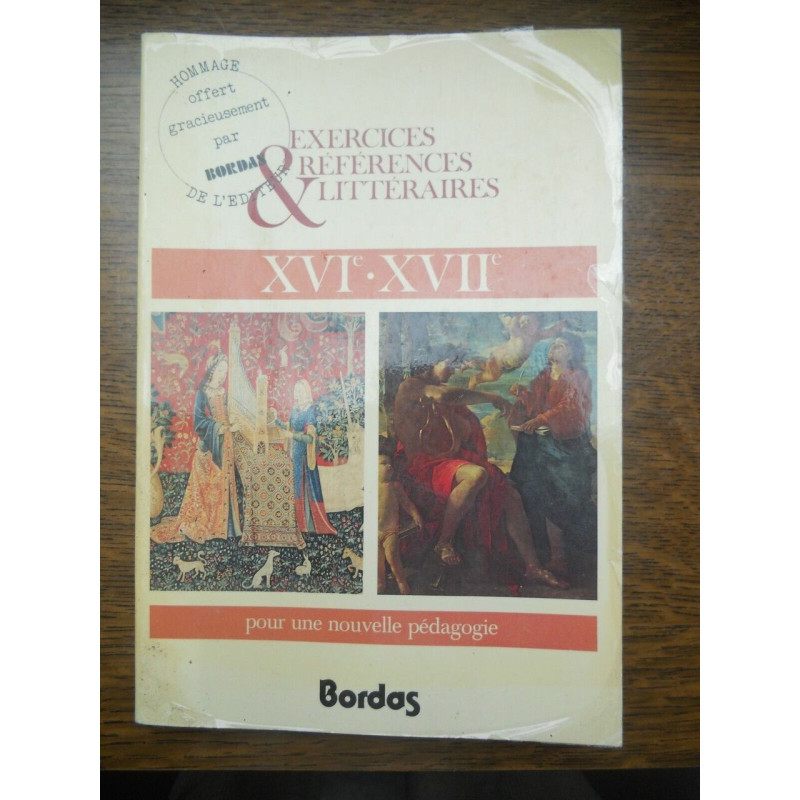 HOMMAGE
offert
gracieusement
par
BORDAS
DE L'EDITEUR
EXERCICES
& RÉFÉRENCES
LITTÉRAIRES
XVIe · XVIIe
pour une nouvelle pédagogie
Bordas